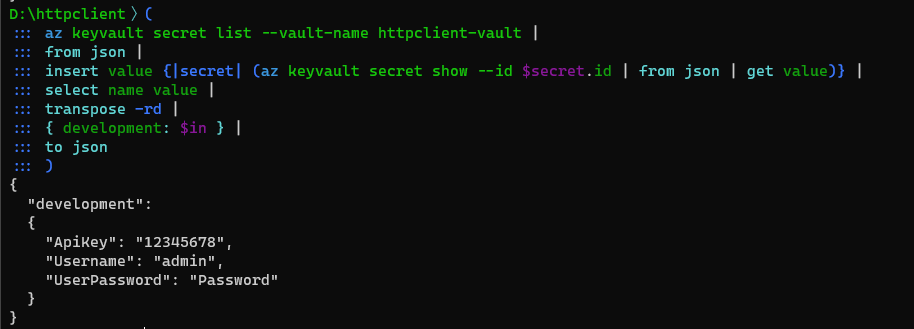 D:\httpclient〉(
::: az keyvault secret list --vault-name httpclient-vault |
::: from json |
::: insert value {|secret| (az keyvault secret show --id $secret.id | from json | get value)} |
::: select name value |
::: transpose -rd |
::: { development: $in } |
::: to json
::: )
{
  "development":
  {
    "ApiKey": "12345678",
    "Username": "admin",
    "UserPassword": "Password"
  }
}